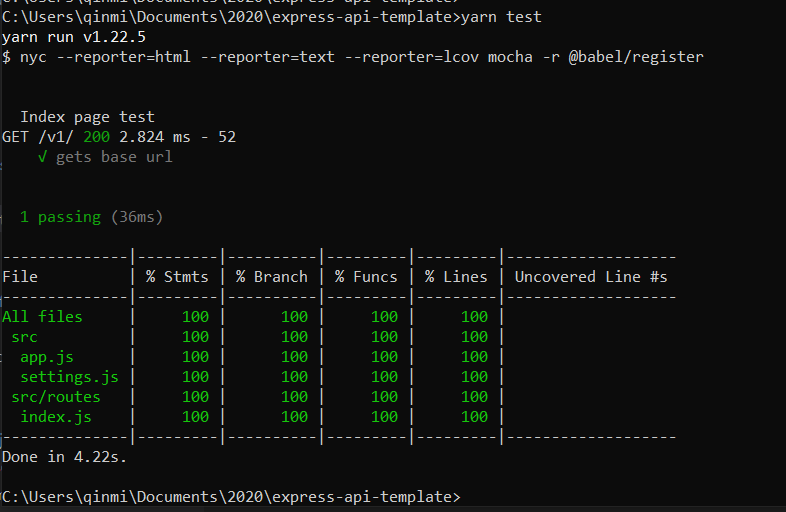 C:\Users\qinmi\Documents\2020\express-api-template>yarn test
yarn run v1.22.5
$ nyc --reporter=html --reporter=text --reporter=lcov mocha -r @babel/register
Index page test
GET /v1/ 200 2.824 ms - 52
√ gets base url
1 passing (36ms)
--------------|---------|----------|---------|---------|-------------------
File          | % Stmts | % Branch | % Funcs | % Lines | Uncovered Line #s
--------------|---------|----------|---------|---------|-------------------
All files     |     100 |      100 |     100 |     100 |
 src          |     100 |      100 |     100 |     100 |
  app.js      |     100 |      100 |     100 |     100 |
  settings.js |     100 |      100 |     100 |     100 |
 src/routes   |     100 |      100 |     100 |     100 |
  index.js    |     100 |      100 |     100 |     100 |
--------------|---------|----------|---------|---------|-------------------
Done in 4.22s.
C:\Users\qinmi\Documents\2020\express-api-template>